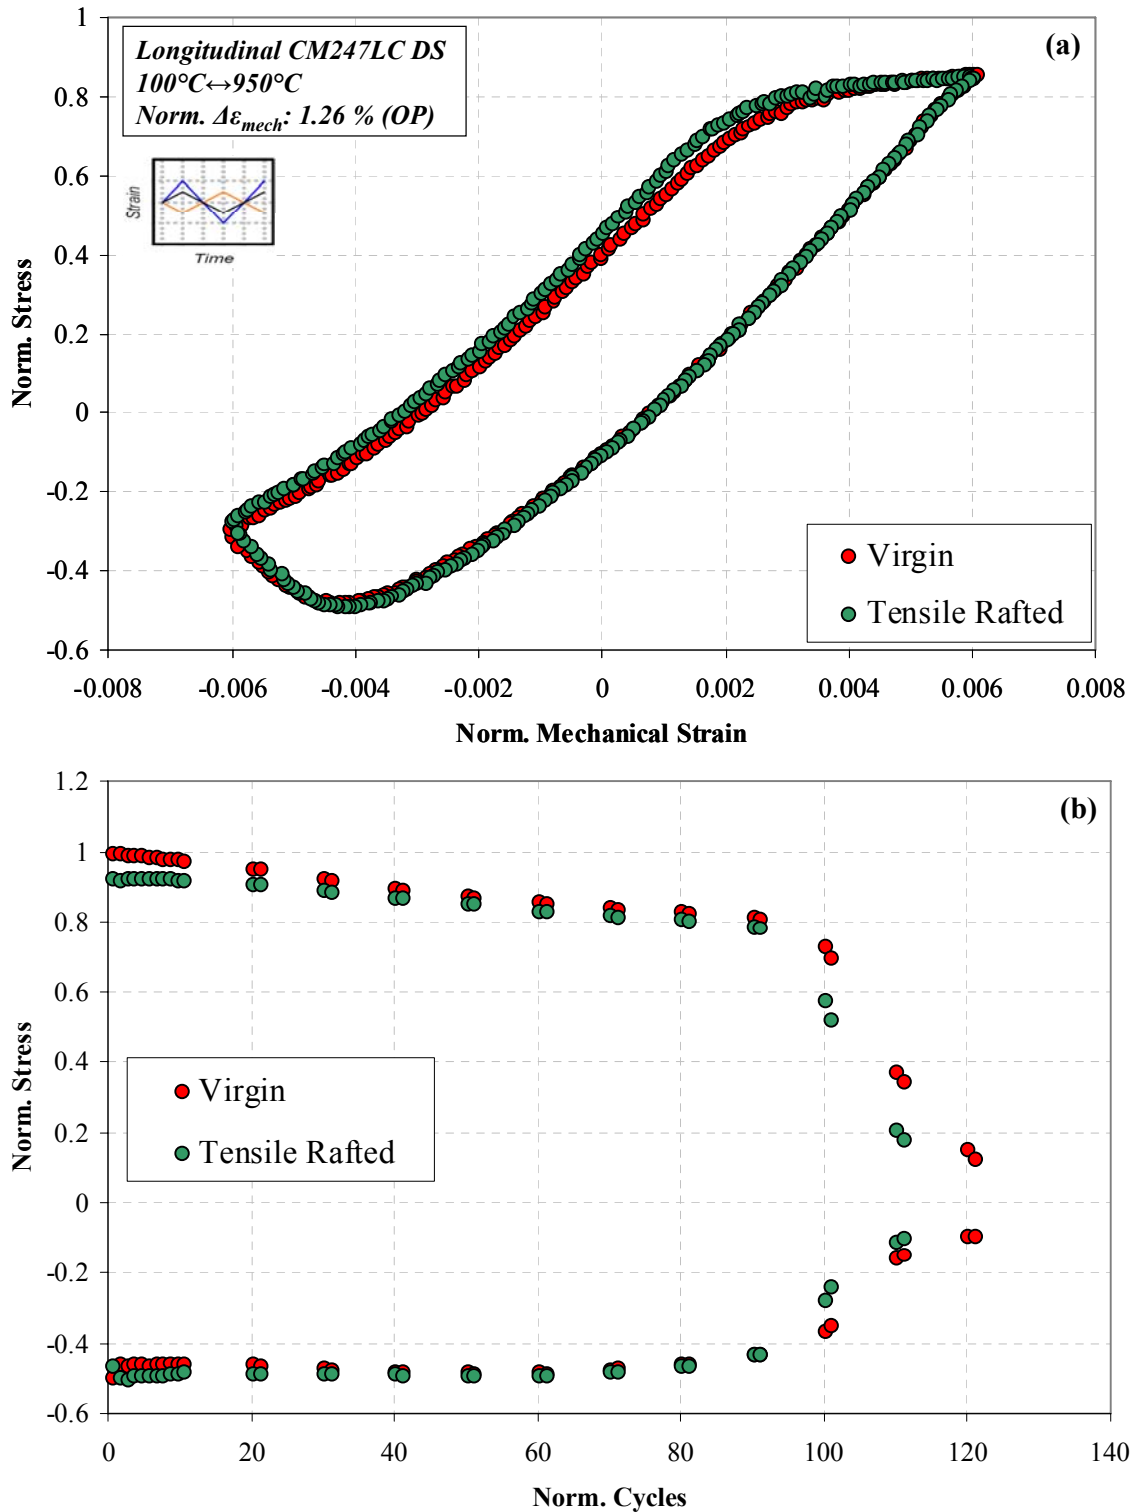 (a)
Longitudinal CM247LC DS
100°C↔950°C
Norm. Δε_mech: 1.26 % (OP)
Strain
Time
Norm. Stress
1
0.8
0.6
0.4
0.2
0
-0.2
-0.4
-0.6
Virgin
Tensile Rafted
-0.008 -0.006 -0.004 -0.002 0 0.002 0.004 0.006 0.008
Norm. Mechanical Strain
(b)
Norm. Stress
1.2
1
0.8
0.6
0.4
0.2
0
-0.2
-0.4
-0.6
Virgin
Tensile Rafted
0 20 40 60 80 100 120 140
Norm. Cycles